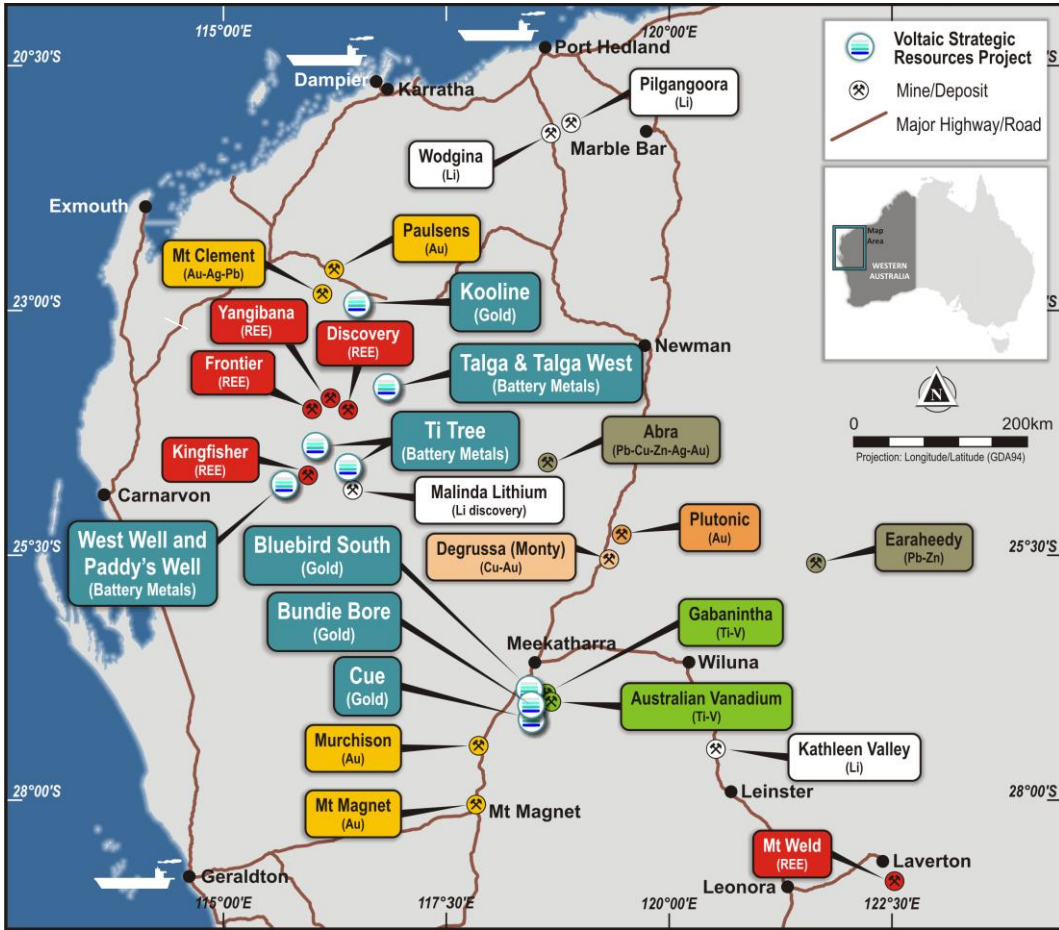 115°00'E
120°00'E
20°30'S
20°30'S
Port Hedland
Dampier
Karratha
Pilgangoora
(Li)
Wodgina
(Li)
Marble Bar
Voltaic Strategic
Resources Project
Mine/Deposit
Major Highway/Road
Map
Area
WESTERN
AUSTRALIA
Exmouth
Paulsens
(Au)
Mt Clement
(Au-Ag-Pb)
Kooline
(Gold)
23°00'S
23°00'S
Yangibana
(REE)
Discovery
(REE)
Newman
Frontier
(REE)
Talga & Talga West
(Battery Metals)
N
0
200km
Projection: Longitude/Latitude (GDA94)
Ti Tree
(Battery Metals)
Abra
(Pb-Cu-Zn-Ag-Au)
Kingfisher
(REE)
Carnarvon
Malinda Lithium
(Li discovery)
West Well and
Paddy's Well
(Battery Metals)
Bluebird South
(Gold)
Degrussa (Monty)
(Cu-Au)
Plutonic
(Au)
Earaheedy
(Pb-Zn)
25°30'S
25°30'S
Bundie Bore
(Gold)
Gabanintha
(Ti-V)
Meekatharra
Wiluna
Cue
(Gold)
Australian Vanadium
(Ti-V)
Murchison
(Au)
Kathleen Valley
(Li)
Leinster
28°00'S
28°00'S
Mt Magnet
(Au)
Mt Magnet
Mt Weld
(REE)
Laverton
Geraldton
Leonora
115°00'E
117°30'E
120°00'E
122°30'E